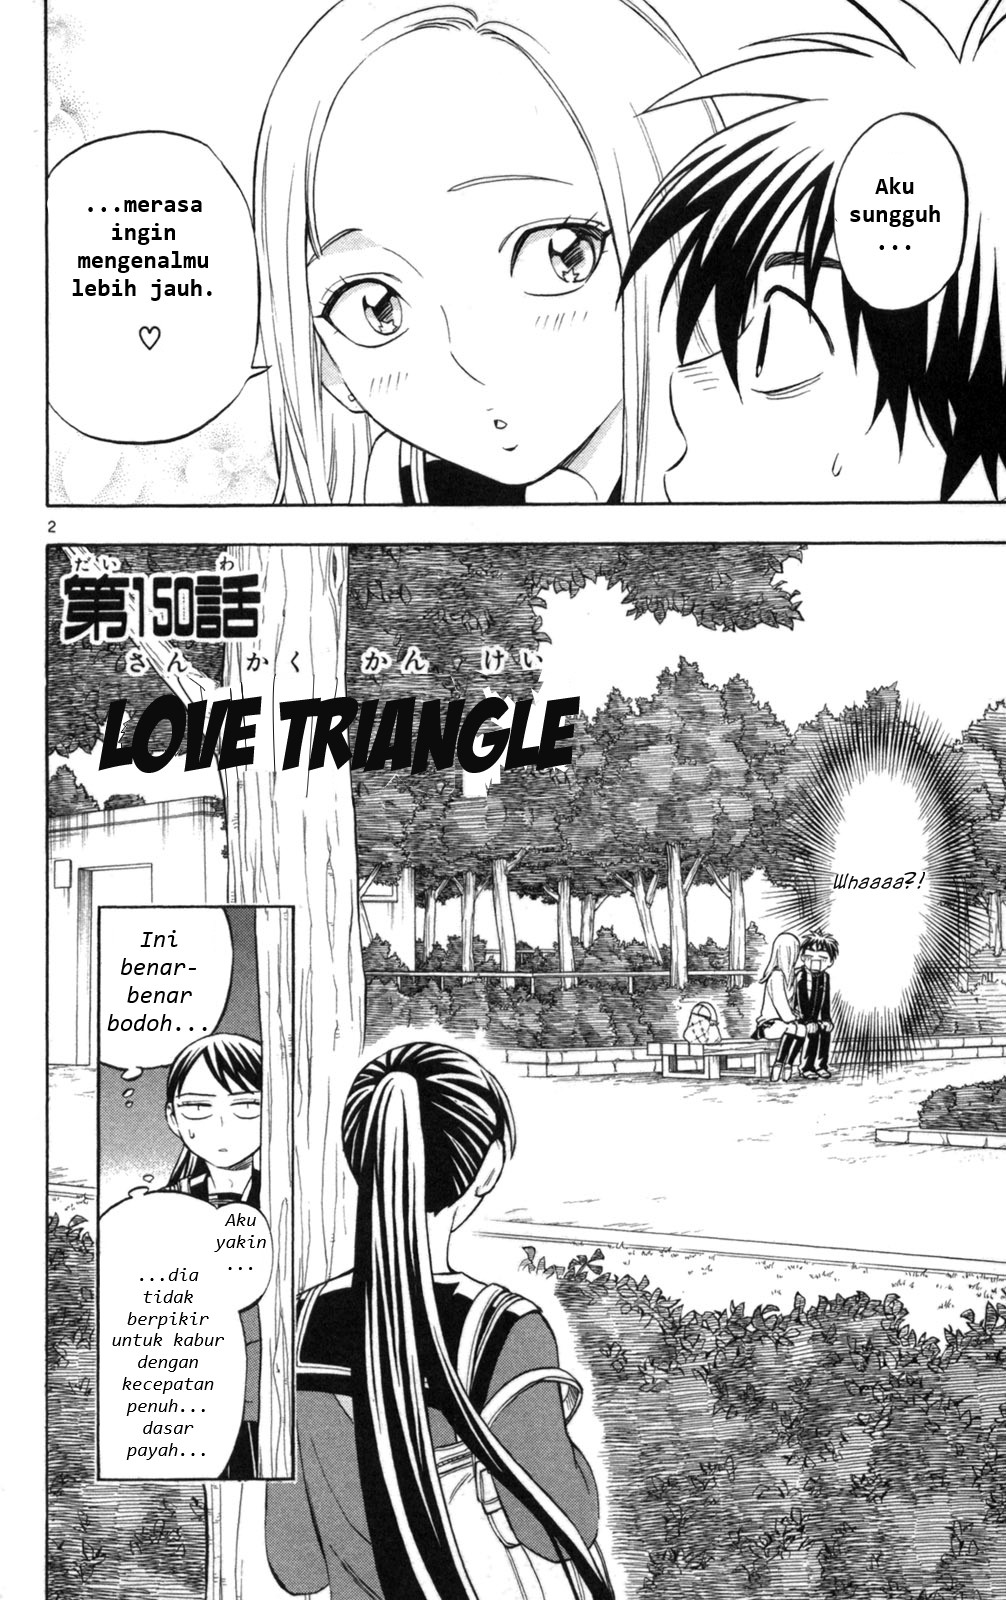 Aku
sungguh
...
...merasa
ingin
mengenalmu
lebih jauh.
♡
2
だい わ
第150話
さん かく かん けい
LOVE TRIANGLE
Whaaaa?!
Ini
benar-
benar
bodoh...
Aku
yakin
...
...dia
tidak
berpikir
untuk kabur
dengan
kecepatan
penuh...
dasar
payah...